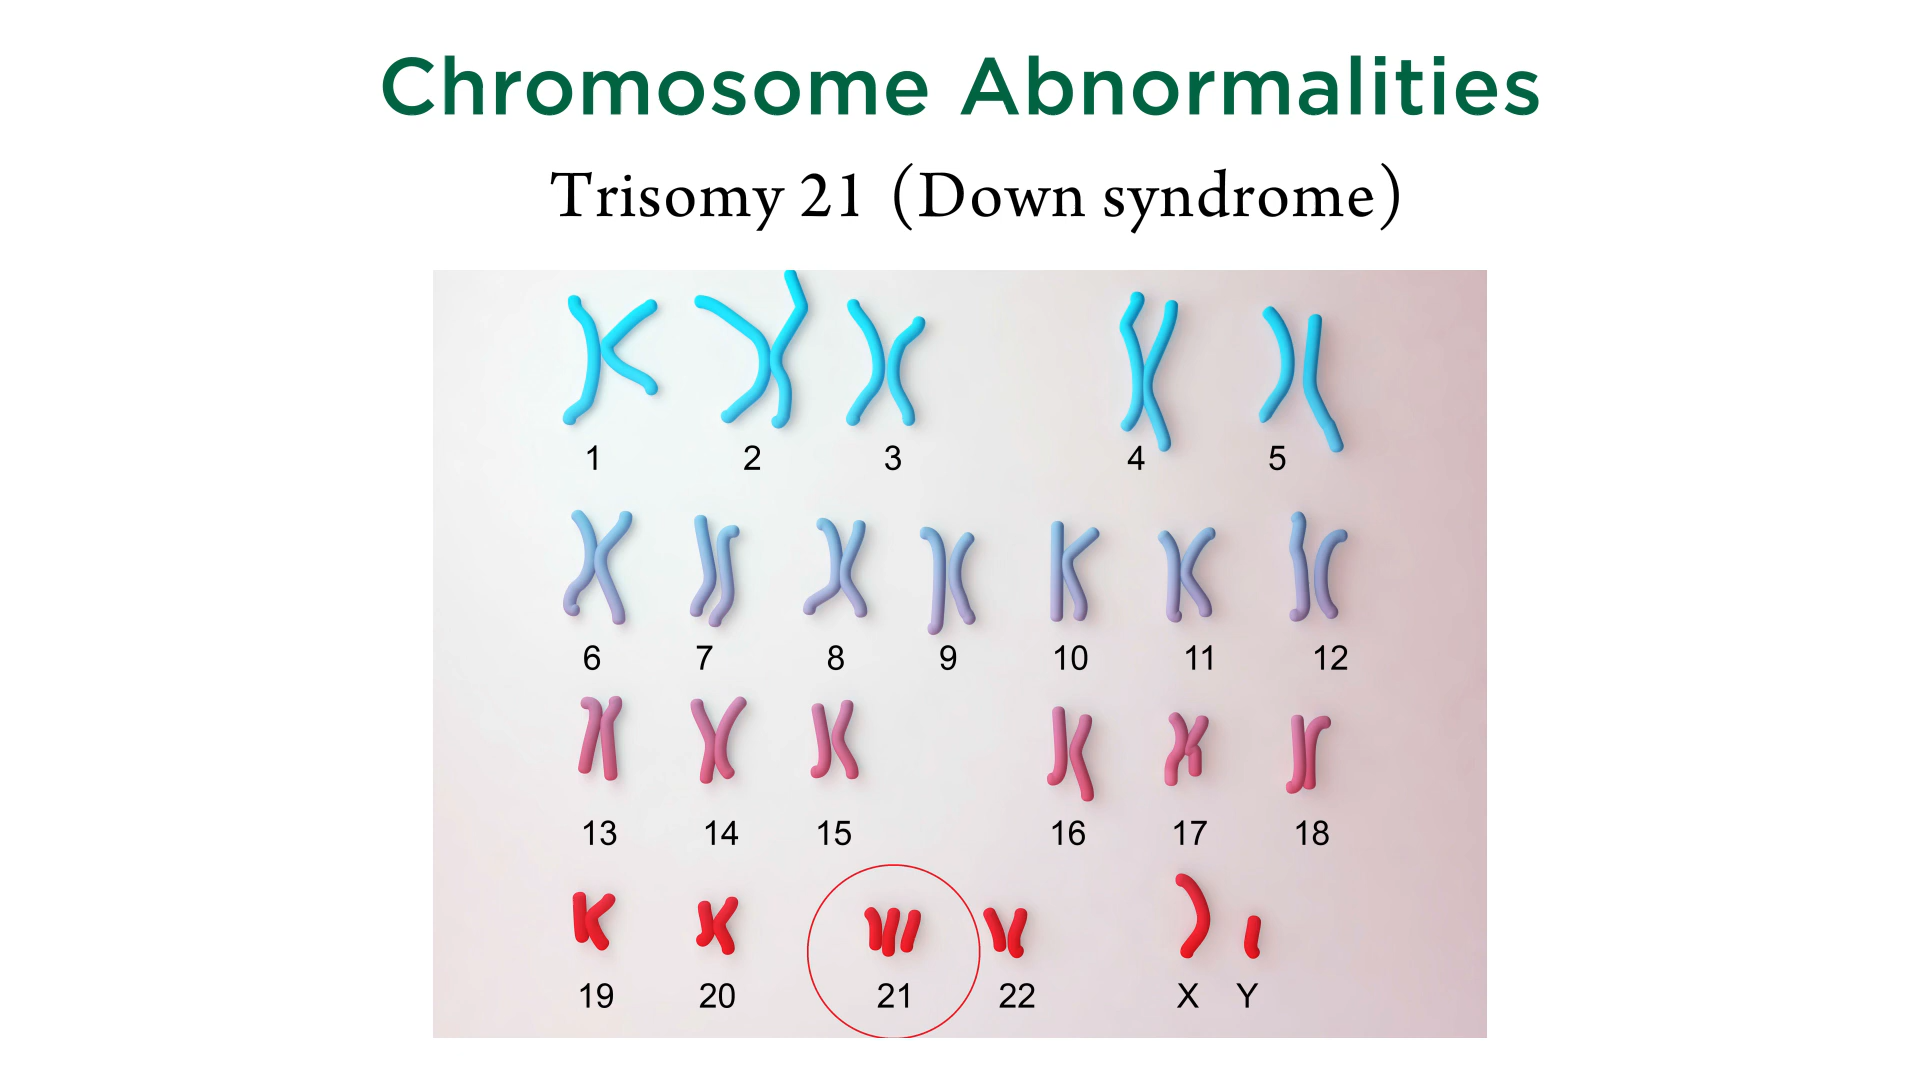 Chromosome Abnormalities
Trisomy 21 (Down syndrome)
1 2 3 4 5
6 7 8 9 10 11 12
13 14 15 16 17 18
19 20 21 22 X Y